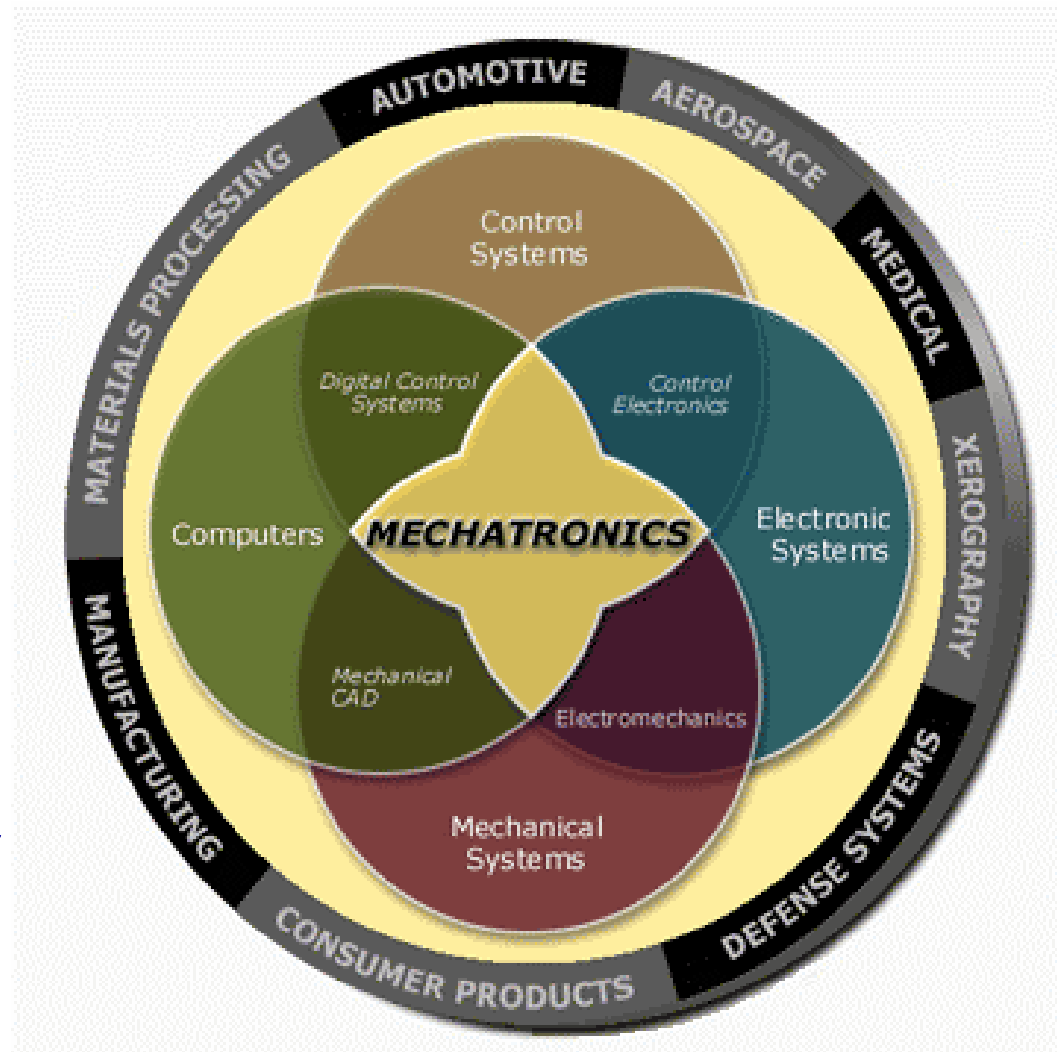 AUTOMOTIVE
AEROSPACE
MEDICAL
XEROGRAPHY
DEFENSE SYSTEMS
CONSUMER PRODUCTS
MANUFACTURING
MATERIALS PROCESSING
Control
Systems
Digital Control
Systems
Control
Electronics
Computers
MECHATRONICS
Electronic
Systems
Mechanical
CAD
Electromechanics
Mechanical
Systems